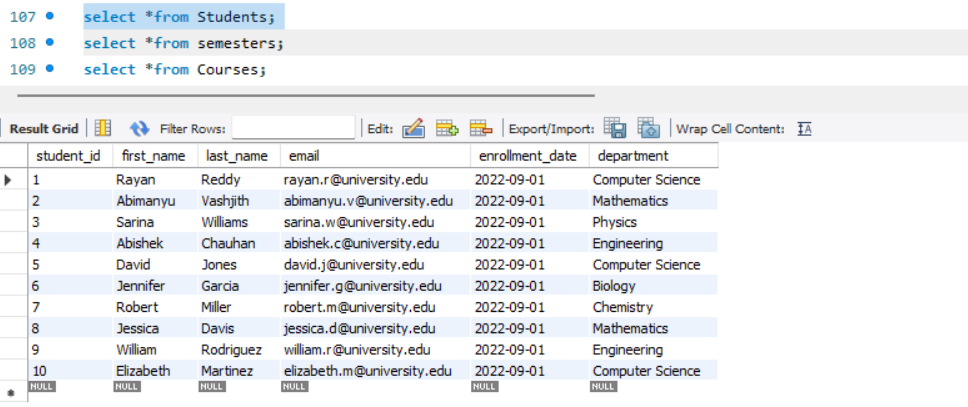 107 select *from Students;
108 select *from semesters;
109 select *from Courses;
Result Grid Filter Rows: Edit: Export/Import: Wrap Cell Content: IA
student_id first_name last_name email enrollment_date department
1 Rayan Reddy rayan.r@university.edu 2022-09-01 Computer Science
2 Abimanyu Vashjith abimanyu.v@university.edu 2022-09-01 Mathematics
3 Sarina Williams sarina.w@university.edu 2022-09-01 Physics
4 Abishek Chauhan abishek.c@university.edu 2022-09-01 Engineering
5 David Jones david.j@university.edu 2022-09-01 Computer Science
6 Jennifer Garcia jennifer.g@university.edu 2022-09-01 Biology
7 Robert Miller robert.m@university.edu 2022-09-01 Chemistry
8 Jessica Davis jessica.d@university.edu 2022-09-01 Mathematics
9 William Rodriguez william.r@university.edu 2022-09-01 Engineering
10 Elizabeth Martinez elizabeth.m@university.edu 2022-09-01 Computer Science
NULL NULL NULL NULL NULL NULL